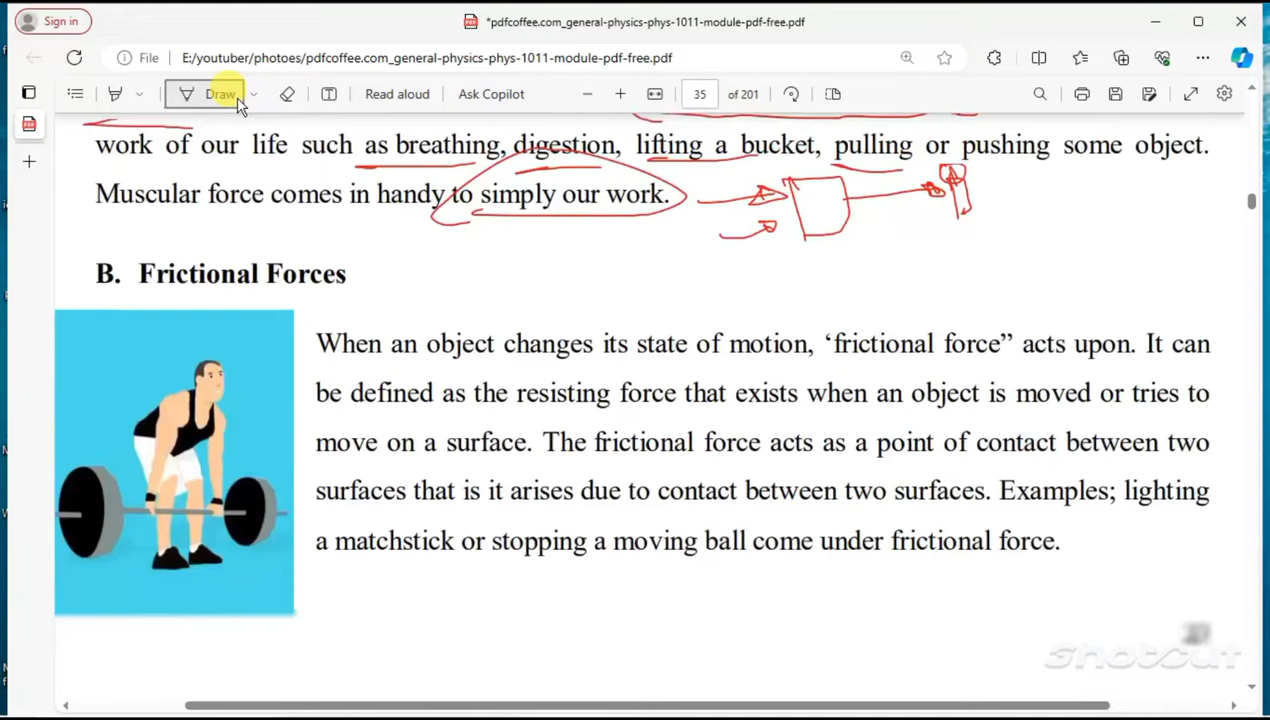 Sign in
*pdfcoffee.com_general-physics-phys-1011-module-pdf-free.pdf
File E:/youtuber/photoes/pdfcoffee.com_general-physics-phys-1011-module-pdf-free.pdf
Draw Read aloud Ask Copilot 35 of 201
work of our life such as breathing, digestion, lifting a bucket, pulling or pushing some object.
Muscular force comes in handy to simply our work.
B. Frictional Forces
When an object changes its state of motion, ‘frictional force” acts upon. It can
be defined as the resisting force that exists when an object is moved or tries to
move on a surface. The frictional force acts as a point of contact between two
surfaces that is it arises due to contact between two surfaces. Examples; lighting
a matchstick or stopping a moving ball come under frictional force.
Shotcut